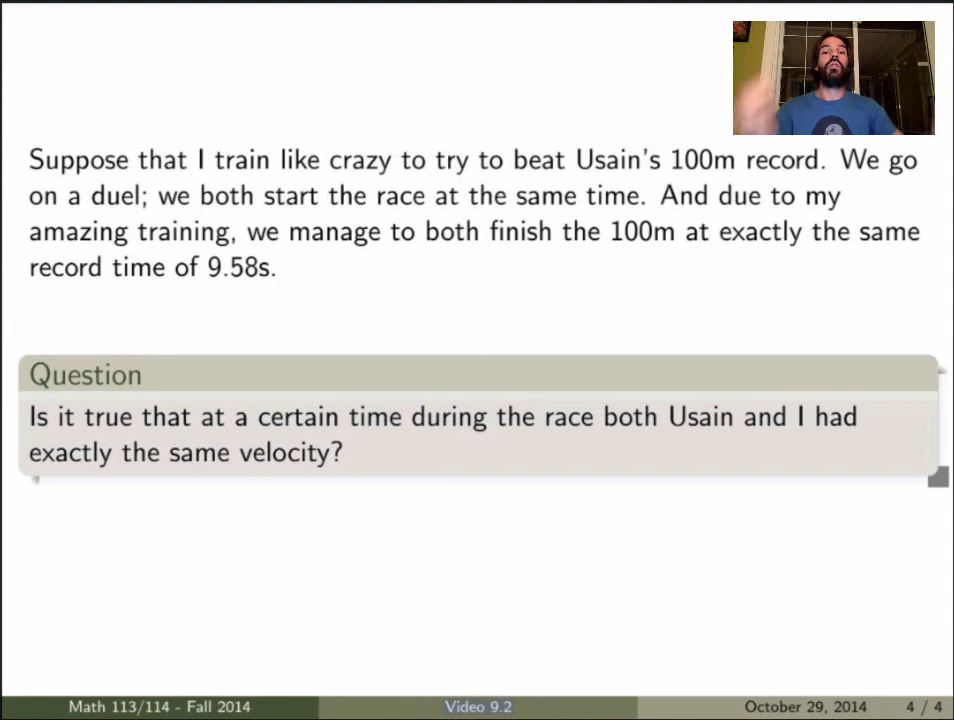 Suppose that I train like crazy to try to beat Usain's 100m record. We go
on a duel; we both start the race at the same time. And due to my
amazing training, we manage to both finish the 100m at exactly the same
record time of 9.58s.
Question
Is it true that at a certain time during the race both Usain and I had
exactly the same velocity?
Math 113/114 - Fall 2014 Video 9.2 October 29, 2014 4 / 4